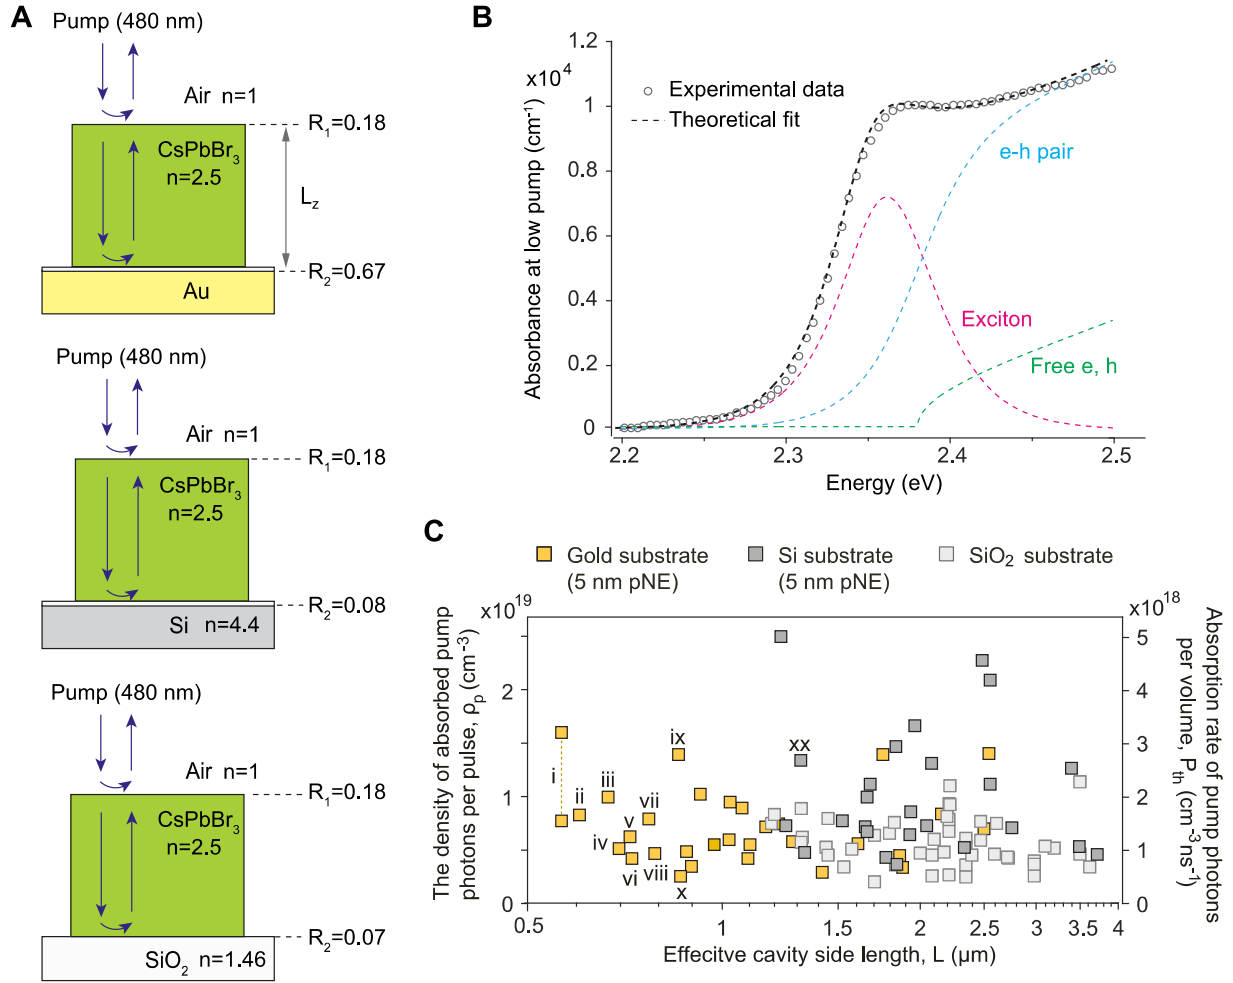 A
Pump (480 nm)
Air n=1
R1=0.18
CsPbBr3
n=2.5
Lz
R2=0.67
Au
Pump (480 nm)
Air n=1
R1=0.18
CsPbBr3
n=2.5
R2=0.08
Si n=4.4
Pump (480 nm)
Air n=1
R1=0.18
CsPbBr3
n=2.5
R2=0.07
SiO2 n=1.46
B
Absorbance at low pump (cm-1)
x10⁴
1.2
1
0.8
0.6
0.4
0.2
0
Experimental data
Theoretical fit
e-h pair
Exciton
Free e, h
2.2 2.3 2.4 2.5
Energy (eV)
C
Gold substrate
(5 nm pNE)
Si substrate
(5 nm pNE)
SiO2 substrate
The density of absorbed pump
photons per pulse, ρp (cm-3)
x10¹⁹
2
1
0
i
ii
iii
iv
v
vi
vii
viii
ix
x
xx
x10¹⁸
5
4
3
2
1
0
Absorption rate of pump photons
per volume, Pth (cm-3ns-1)
0.5 1 1.5 2 2.5 3 3.5 4
Effecitve cavity side length, L (µm)